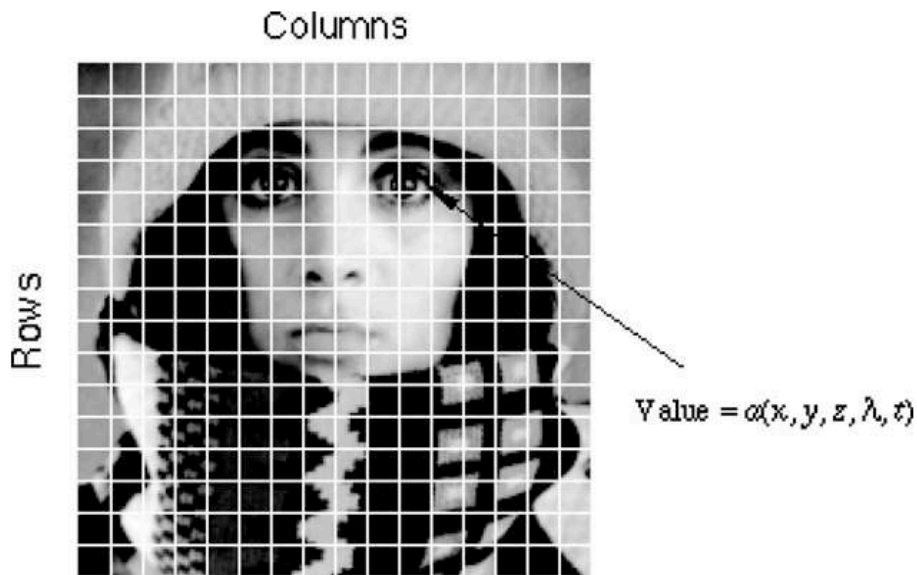 Columns
Rows
Value = a(x, y, z, λ, t)